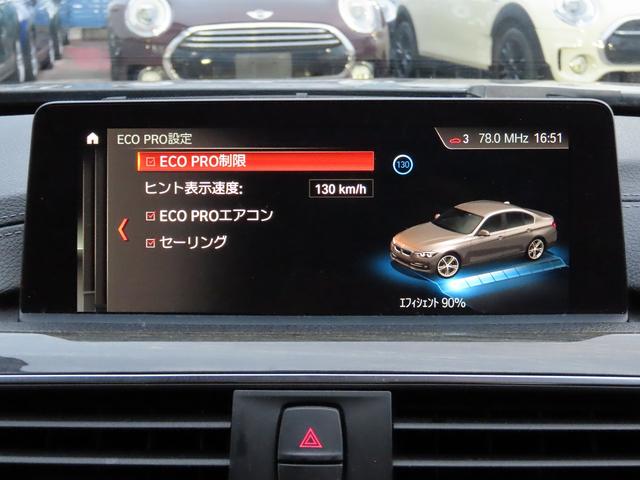 ECO PRO設定
3 78.0 MHz 16:51
ECO PRO制限
130
ヒント表示速度: 130 km/h
ECO PROエアコン
セーリング
エフィシェント 90%